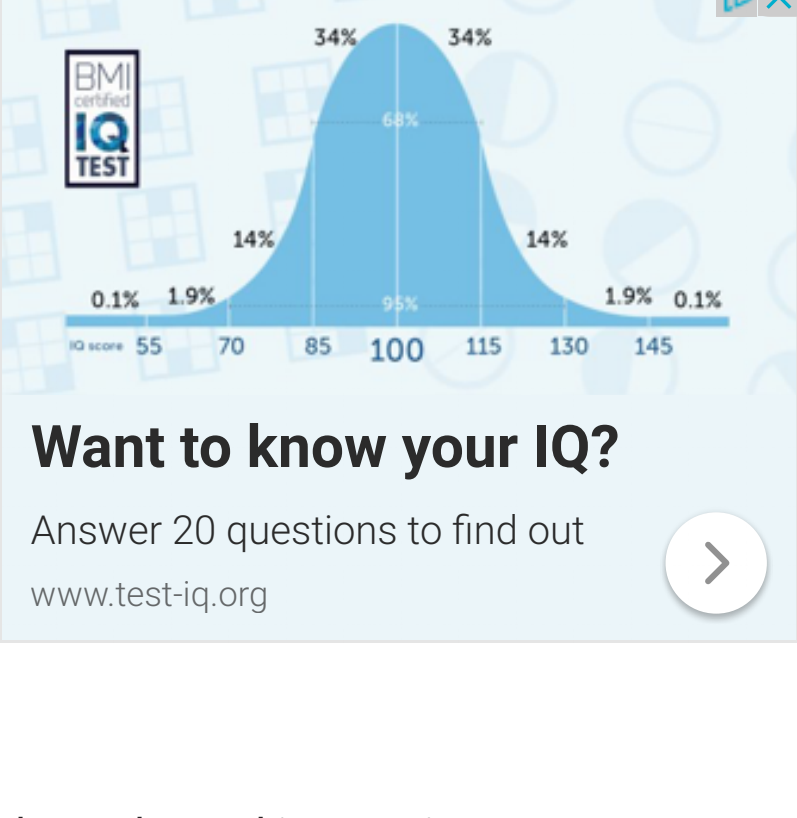 34% 34%
BMI
certified
IQ
TEST
68%
14% 14%
0.1% 1.9% 95% 1.9% 0.1%
IQ score 55 70 85 100 115 130 145
Want to know your IQ?
Answer 20 questions to find out
www.test-iq.org